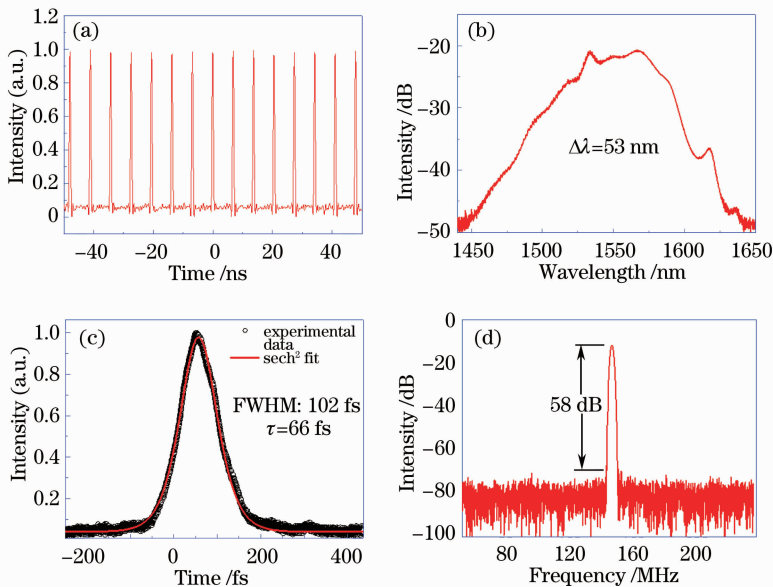 (a)
Intensity (a.u.)
1.2
1.0
0.8
0.6
0.4
0.2
0
−40
−20
0
20
40
Time /ns
(b)
Intensity /dB
−20
−30
−40
−50
Δλ=53 nm
1450
1500
1550
1600
1650
Wavelength /nm
(c)
Intensity (a.u.)
1.0
0.8
0.6
0.4
0.2
experimental
data
sech² fit
FWHM: 102 fs
τ=66 fs
−200
0
200
400
Time /fs
(d)
Intensity /dB
0
−20
−40
−60
−80
−100
58 dB
80
120
160
200
Frequency /MHz